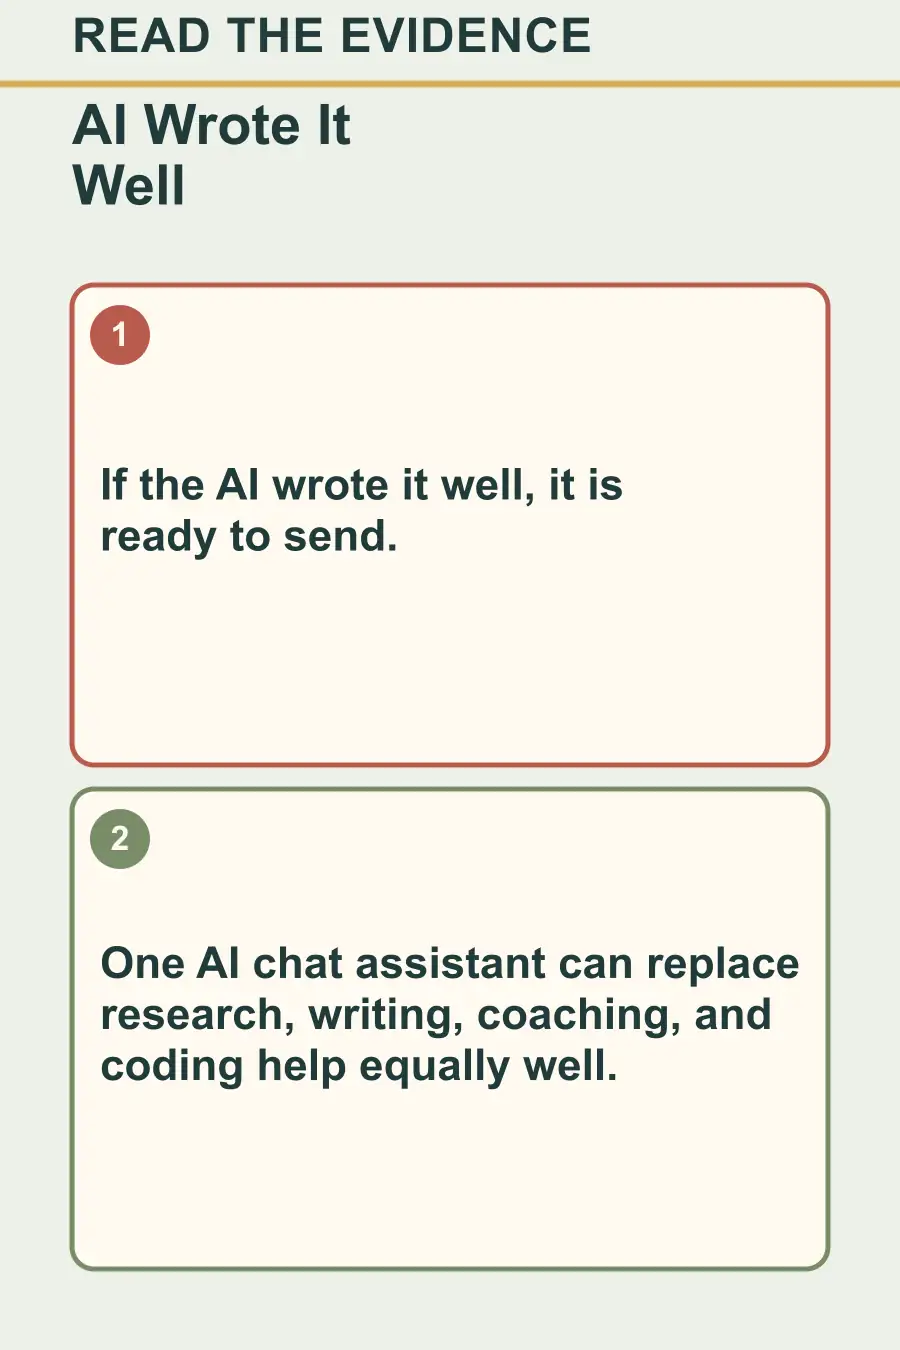 READ THE EVIDENCE
AI Wrote It
Well
1
If the AI wrote it well, it is
ready to send.
2
One AI chat assistant can replace
research, writing, coaching, and
coding help equally well.